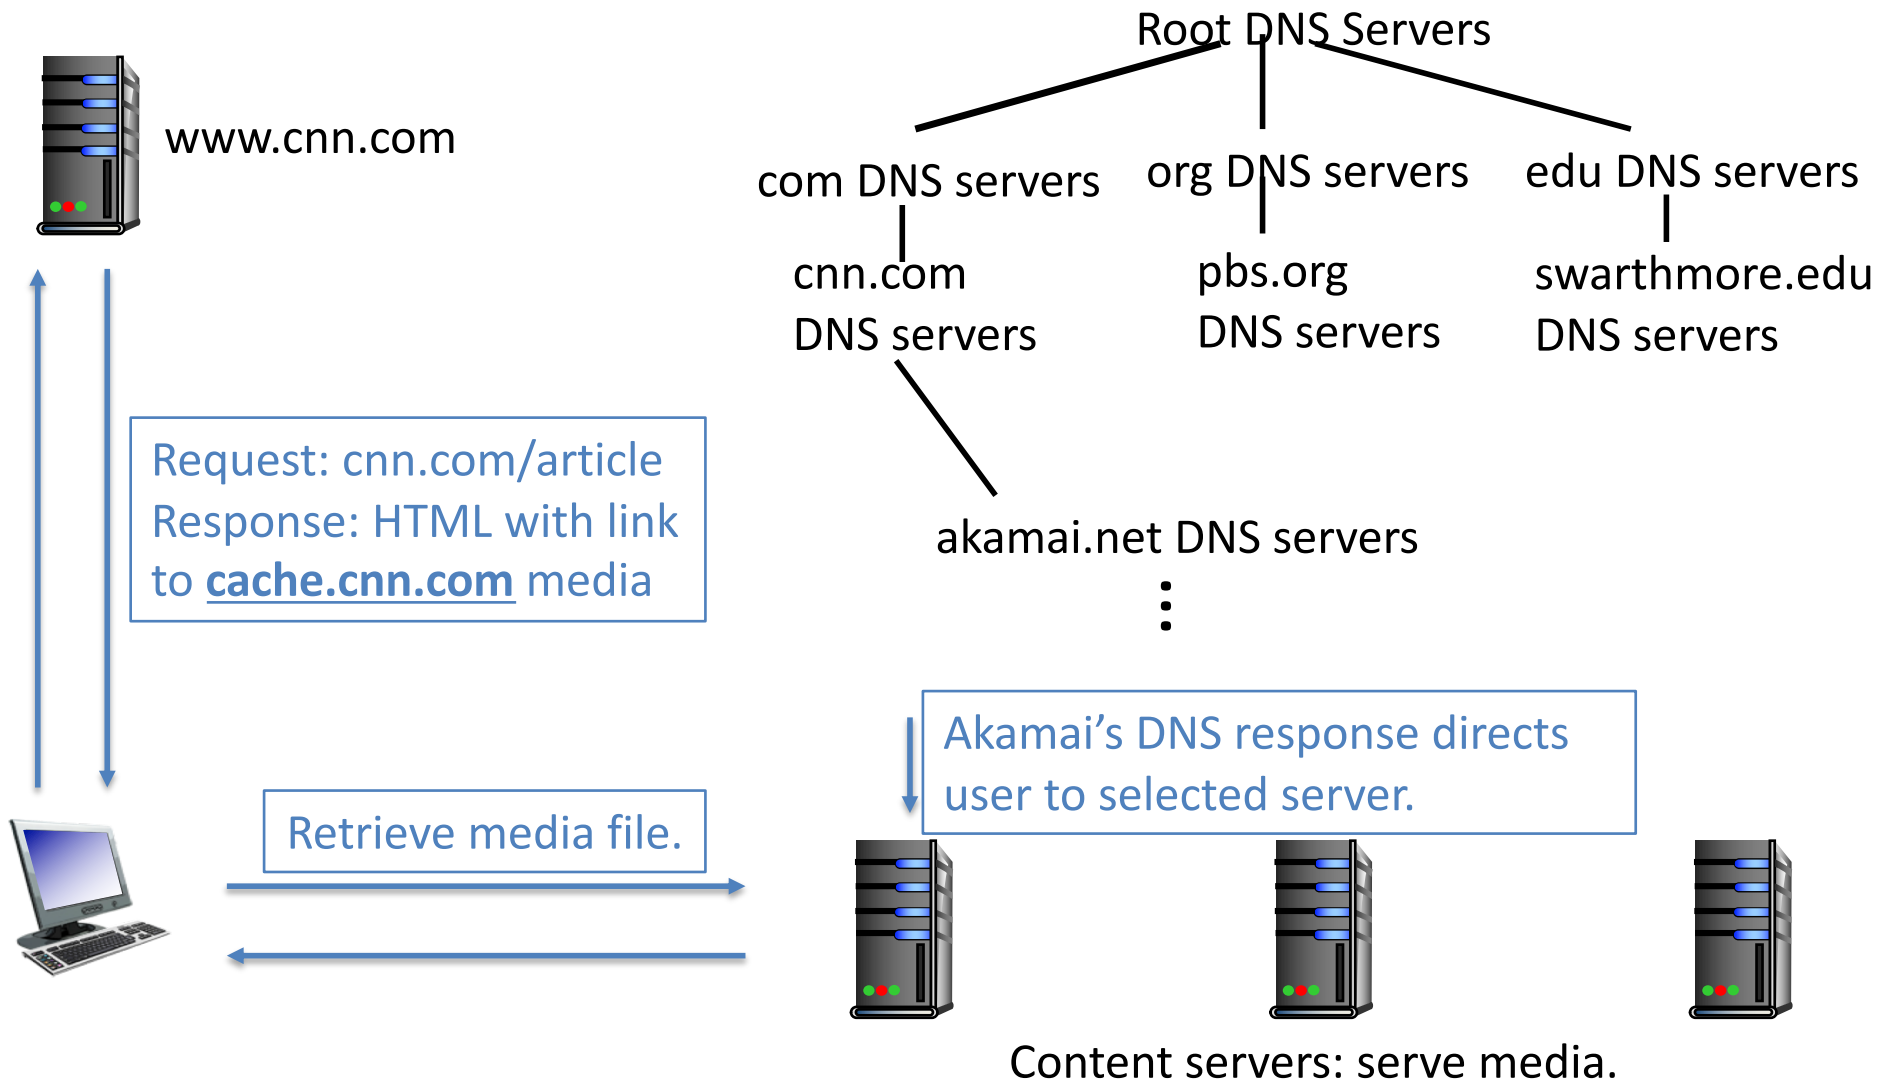 Root DNS Servers
www.cnn.com
com DNS servers
org DNS servers
edu DNS servers
cnn.com
DNS servers
pbs.org
DNS servers
swarthmore.edu
DNS servers
Request: cnn.com/article
Response: HTML with link
to cache.cnn.com media
akamai.net DNS servers
Akamai’s DNS response directs
user to selected server.
Retrieve media file.
Content servers: serve media.